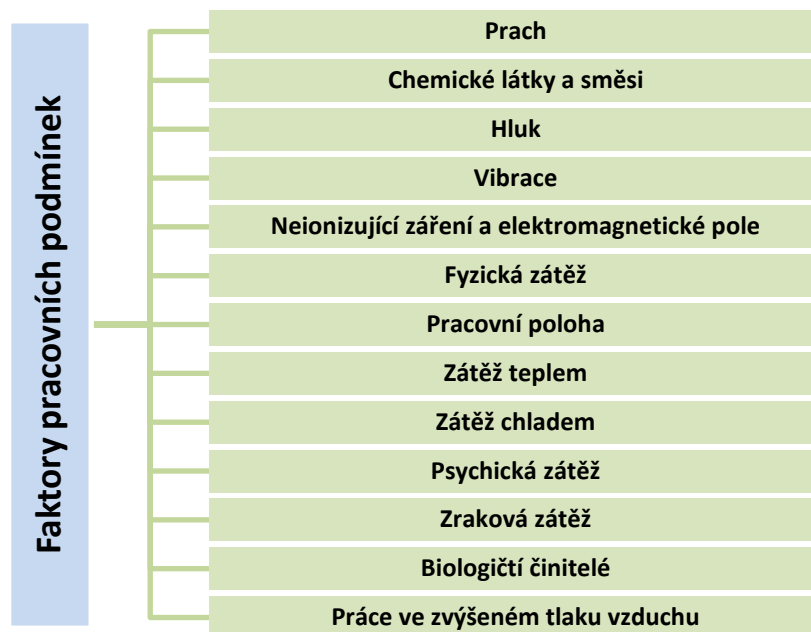 Faktory pracovních podmínek
Prach
Chemické látky a směsi
Hluk
Vibrace
Neionizující záření a elektromagnetické pole
Fyzická zátěž
Pracovní poloha
Zátěž teplem
Zátěž chladem
Psychická zátěž
Zraková zátěž
Biologičtí činitelé
Práce ve zvýšeném tlaku vzduchu